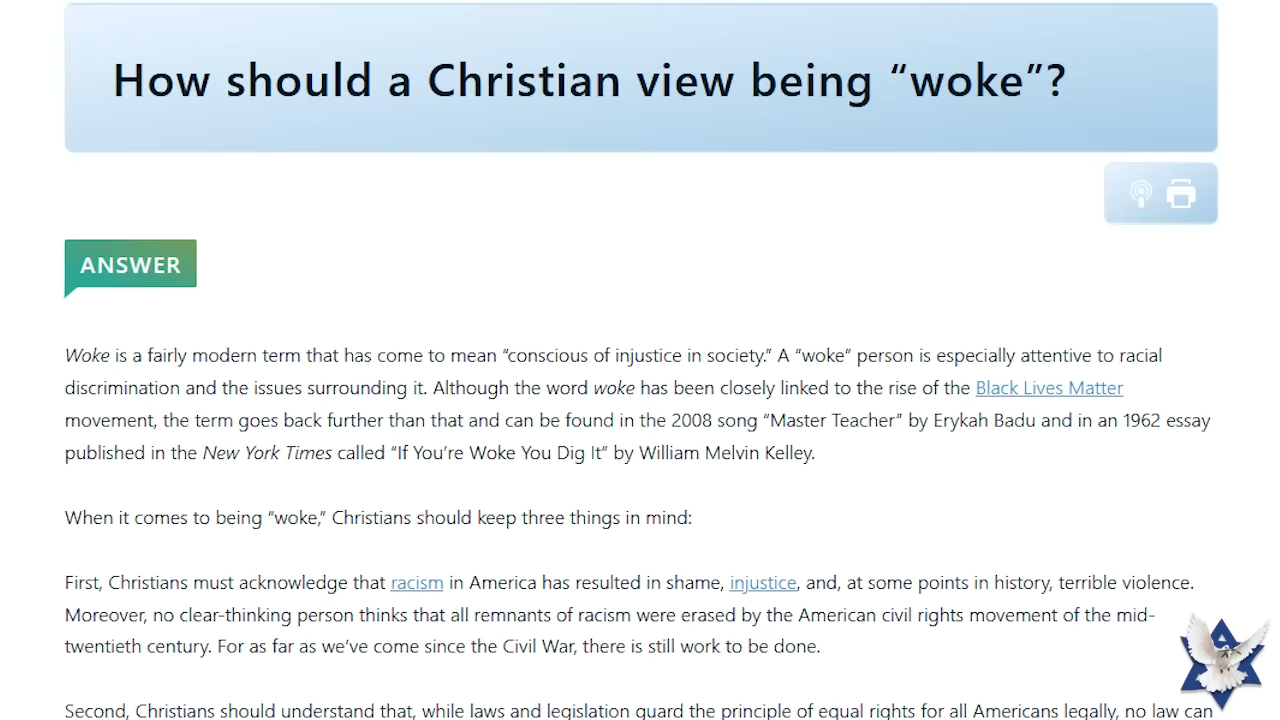 How should a Christian view being “woke”?
ANSWER
Woke is a fairly modern term that has come to mean “conscious of injustice in society.” A “woke” person is especially attentive to racial
discrimination and the issues surrounding it. Although the word woke has been closely linked to the rise of the Black Lives Matter
movement, the term goes back further than that and can be found in the 2008 song “Master Teacher” by Erykah Badu and in an 1962 essay
published in the New York Times called “If You’re Woke You Dig It” by William Melvin Kelley.
When it comes to being “woke,” Christians should keep three things in mind:
First, Christians must acknowledge that racism in America has resulted in shame, injustice, and, at some points in history, terrible violence.
Moreover, no clear-thinking person thinks that all remnants of racism were erased by the American civil rights movement of the mid-
twentieth century. For as far as we’ve come since the Civil War, there is still work to be done.
Second, Christians should understand that, while laws and legislation guard the principle of equal rights for all Americans legally, no law can